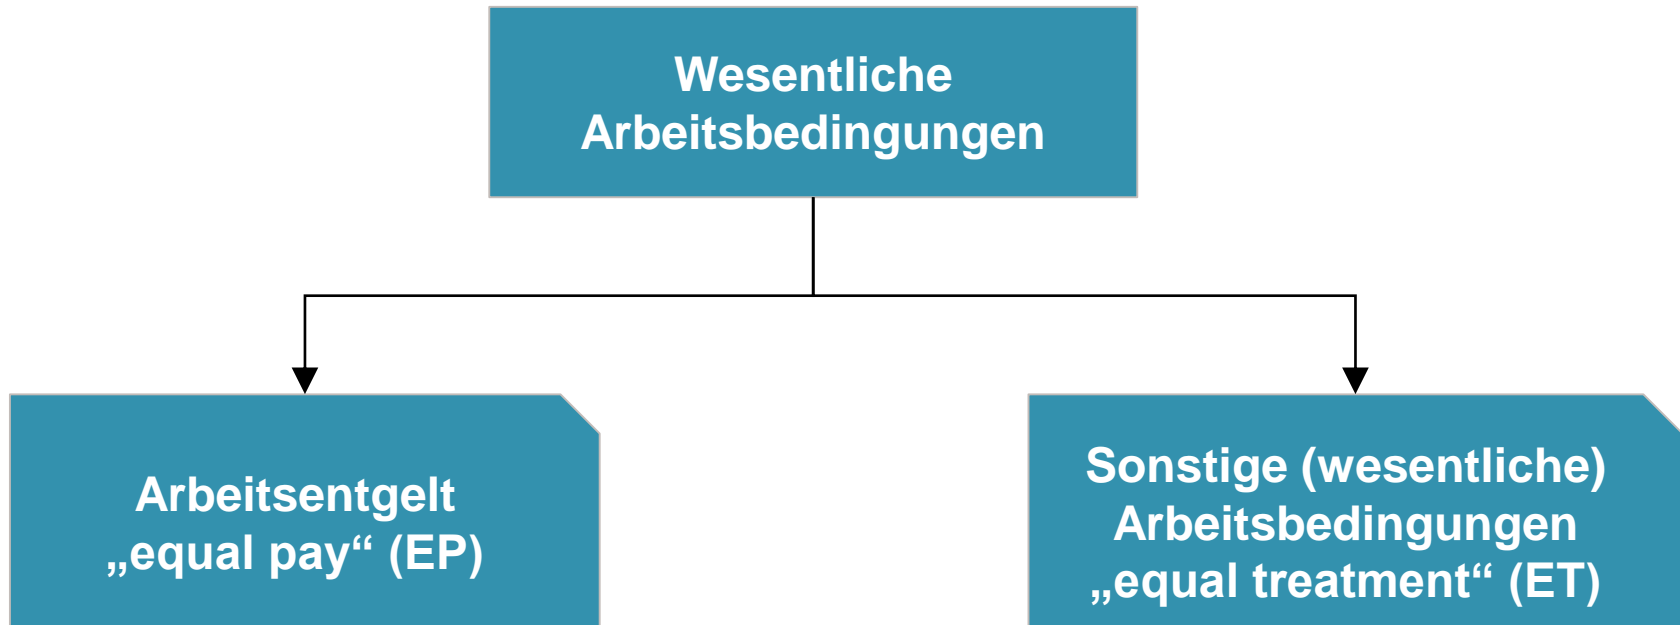 Wesentliche
Arbeitsbedingungen
Arbeitsentgelt
„equal pay“ (EP)
Sonstige (wesentliche)
Arbeitsbedingungen
„equal treatment“ (ET)